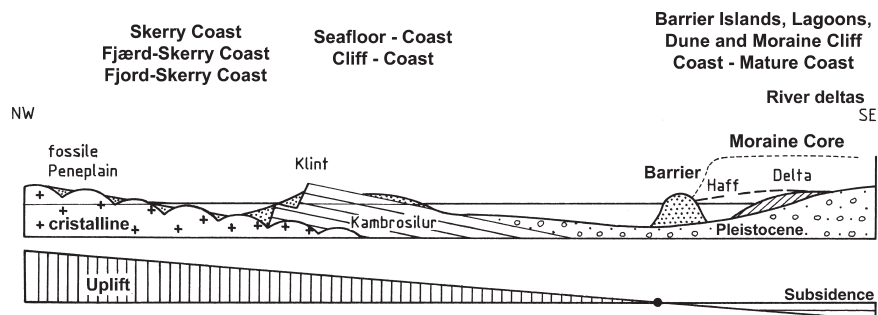 Skerry Coast
Fjærd-Skerry Coast
Fjord-Skerry Coast
Seafloor - Coast
Cliff - Coast
Barrier Islands, Lagoons,
Dune and Moraine Cliff
Coast - Mature Coast
River deltas
NW
SE
fossile
Peneplain
Klint
Moraine Core
Barrier
Haff
Delta
cristalline
Kambrosilur
Pleistocene.
Uplift
Subsidence